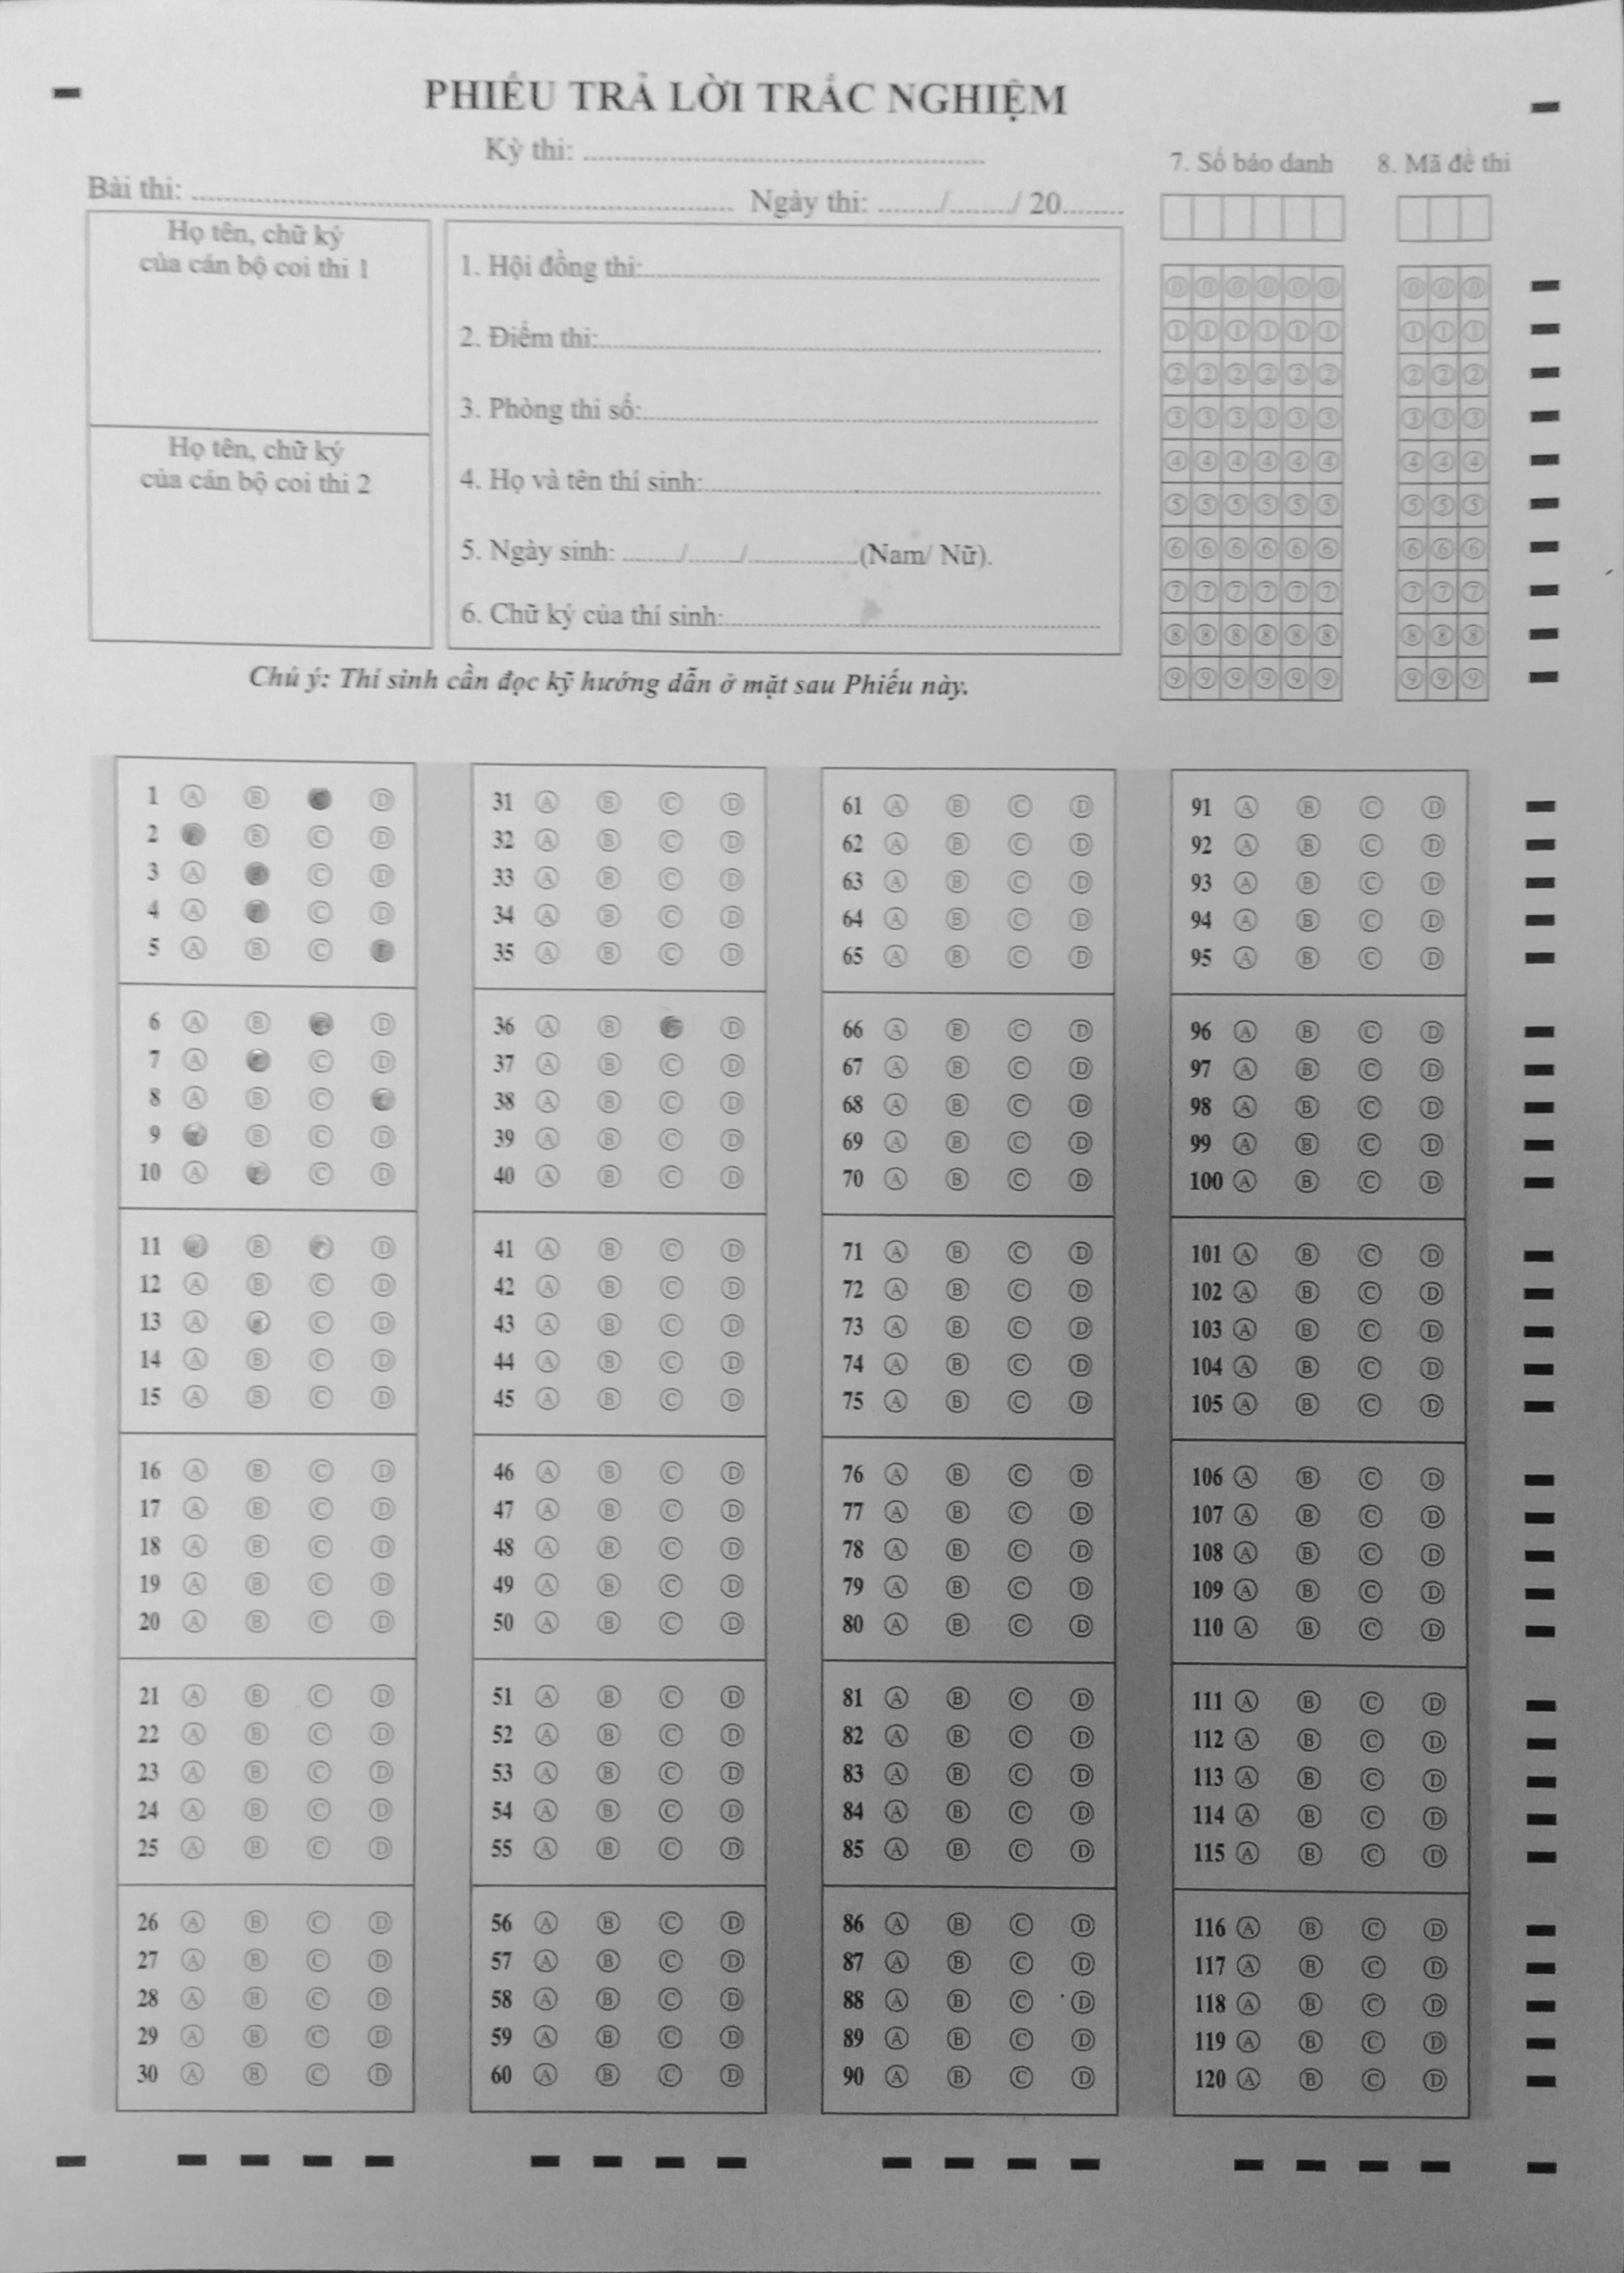 PHIẾU TRẢ LỜI TRẮC NGHIỆM
Kỳ thi:
Bài thi: Ngày thi: ......../......../ 20........
7. Số báo danh 8. Mã đề thi
Họ tên, chữ ký
của cán bộ coi thi 1
Họ tên, chữ ký
của cán bộ coi thi 2
1. Hội đồng thi:
2. Điểm thi:
3. Phòng thi số:
4. Họ và tên thí sinh:
5. Ngày sinh: ......../......../..............(Nam/ Nữ).
6. Chữ ký của thí sinh:
0 0 0 0 0 0 0 0 0
1 1 1 1 1 1 1 1 1
2 2 2 2 2 2 2 2 2
3 3 3 3 3 3 3 3 3
4 4 4 4 4 4 4 4 4
5 5 5 5 5 5 5 5 5
6 6 6 6 6 6 6 6 6
7 7 7 7 7 7 7 7 7
8 8 8 8 8 8 8 8 8
9 9 9 9 9 9 9 9 9
Chú ý: Thí sinh cần đọc kỹ hướng dẫn ở mặt sau Phiếu này.
1 A B D
2 B C D
3 A C D
4 A C D
5 A B C
6 A B D
7 A C D
8 A B C
9 B C D
10 A C D
11 B D
12 A B C D
13 A C D
14 A B C D
15 A B C D
16 A B C D
17 A B C D
18 A B C D
19 A B C D
20 A B C D
21 A B C D
22 A B C D
23 A B C D
24 A B C D
25 A B C D
26 A B C D
27 A B C D
28 A B C D
29 A B C D
30 A B C D
31 A B C D
32 A B C D
33 A B C D
34 A B C D
35 A B C D
36 A B D
37 A B C D
38 A B C D
39 A B C D
40 A B C D
41 A B C D
42 A B C D
43 A B C D
44 A B C D
45 A B C D
46 A B C D
47 A B C D
48 A B C D
49 A B C D
50 A B C D
51 A B C D
52 A B C D
53 A B C D
54 A B C D
55 A B C D
56 A B C D
57 A B C D
58 A B C D
59 A B C D
60 A B C D
61 A B C D
62 A B C D
63 A B C D
64 A B C D
65 A B C D
66 A B C D
67 A B C D
68 A B C D
69 A B C D
70 A B C D
71 A B C D
72 A B C D
73 A B C D
74 A B C D
75 A B C D
76 A B C D
77 A B C D
78 A B C D
79 A B C D
80 A B C D
81 A B C D
82 A B C D
83 A B C D
84 A B C D
85 A B C D
86 A B C D
87 A B C D
88 A B C D
89 A B C D
90 A B C D
91 A B C D
92 A B C D
93 A B C D
94 A B C D
95 A B C D
96 A B C D
97 A B C D
98 A B C D
99 A B C D
100 A B C D
101 A B C D
102 A B C D
103 A B C D
104 A B C D
105 A B C D
106 A B C D
107 A B C D
108 A B C D
109 A B C D
110 A B C D
111 A B C D
112 A B C D
113 A B C D
114 A B C D
115 A B C D
116 A B C D
117 A B C D
118 A B C D
119 A B C D
120 A B C D